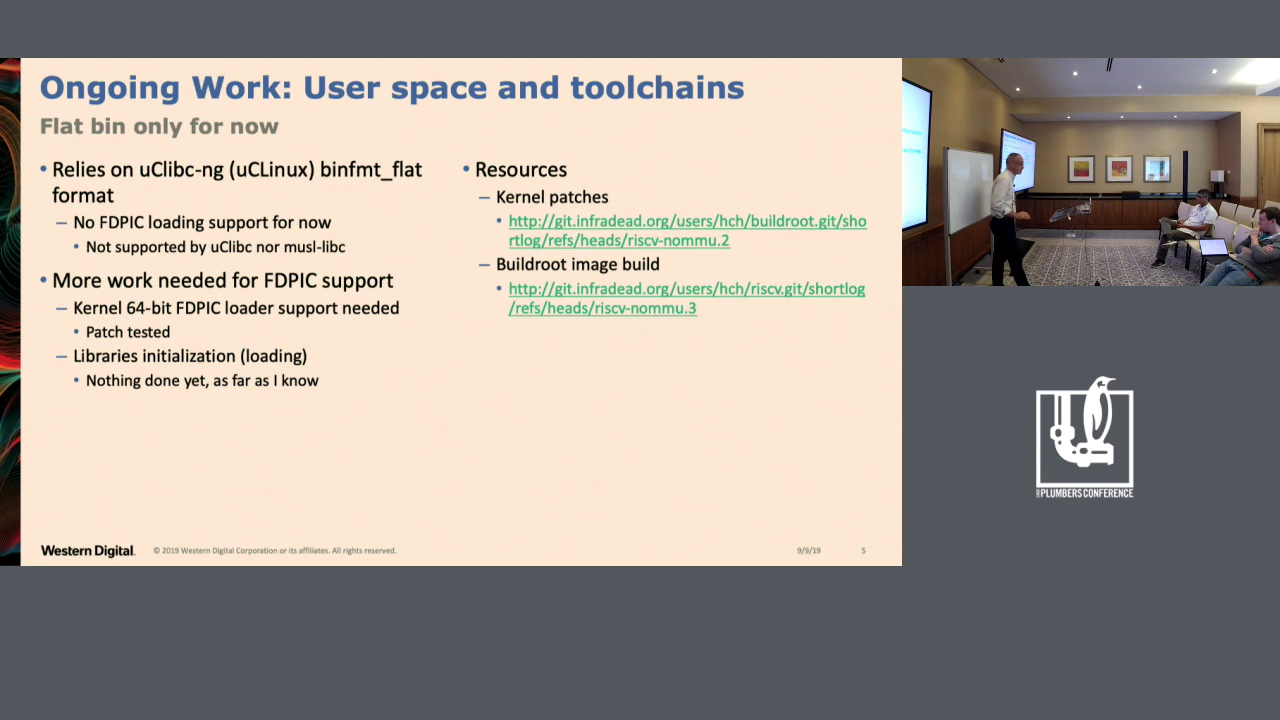 Ongoing Work: User space and toolchains
Flat bin only for now
• Relies on uClibc-ng (uCLinux) binfmt_flat
format
– No FDPIC loading support for now
• Not supported by uClibc nor musl-libc
• More work needed for FDPIC support
– Kernel 64-bit FDPIC loader support needed
• Patch tested
– Libraries initialization (loading)
• Nothing done yet, as far as I know
• Resources
– Kernel patches
• http://git.infradead.org/users/hch/buildroot.git/sho
rtlog/refs/heads/riscv-nommu.2
– Buildroot image build
• http://git.infradead.org/users/hch/riscv.git/shortlog
/refs/heads/riscv-nommu.3
Western Digital.
© 2019 Western Digital Corporation or its affiliates. All rights reserved.
9/9/19
5
PLUMBERS CONFERENCE